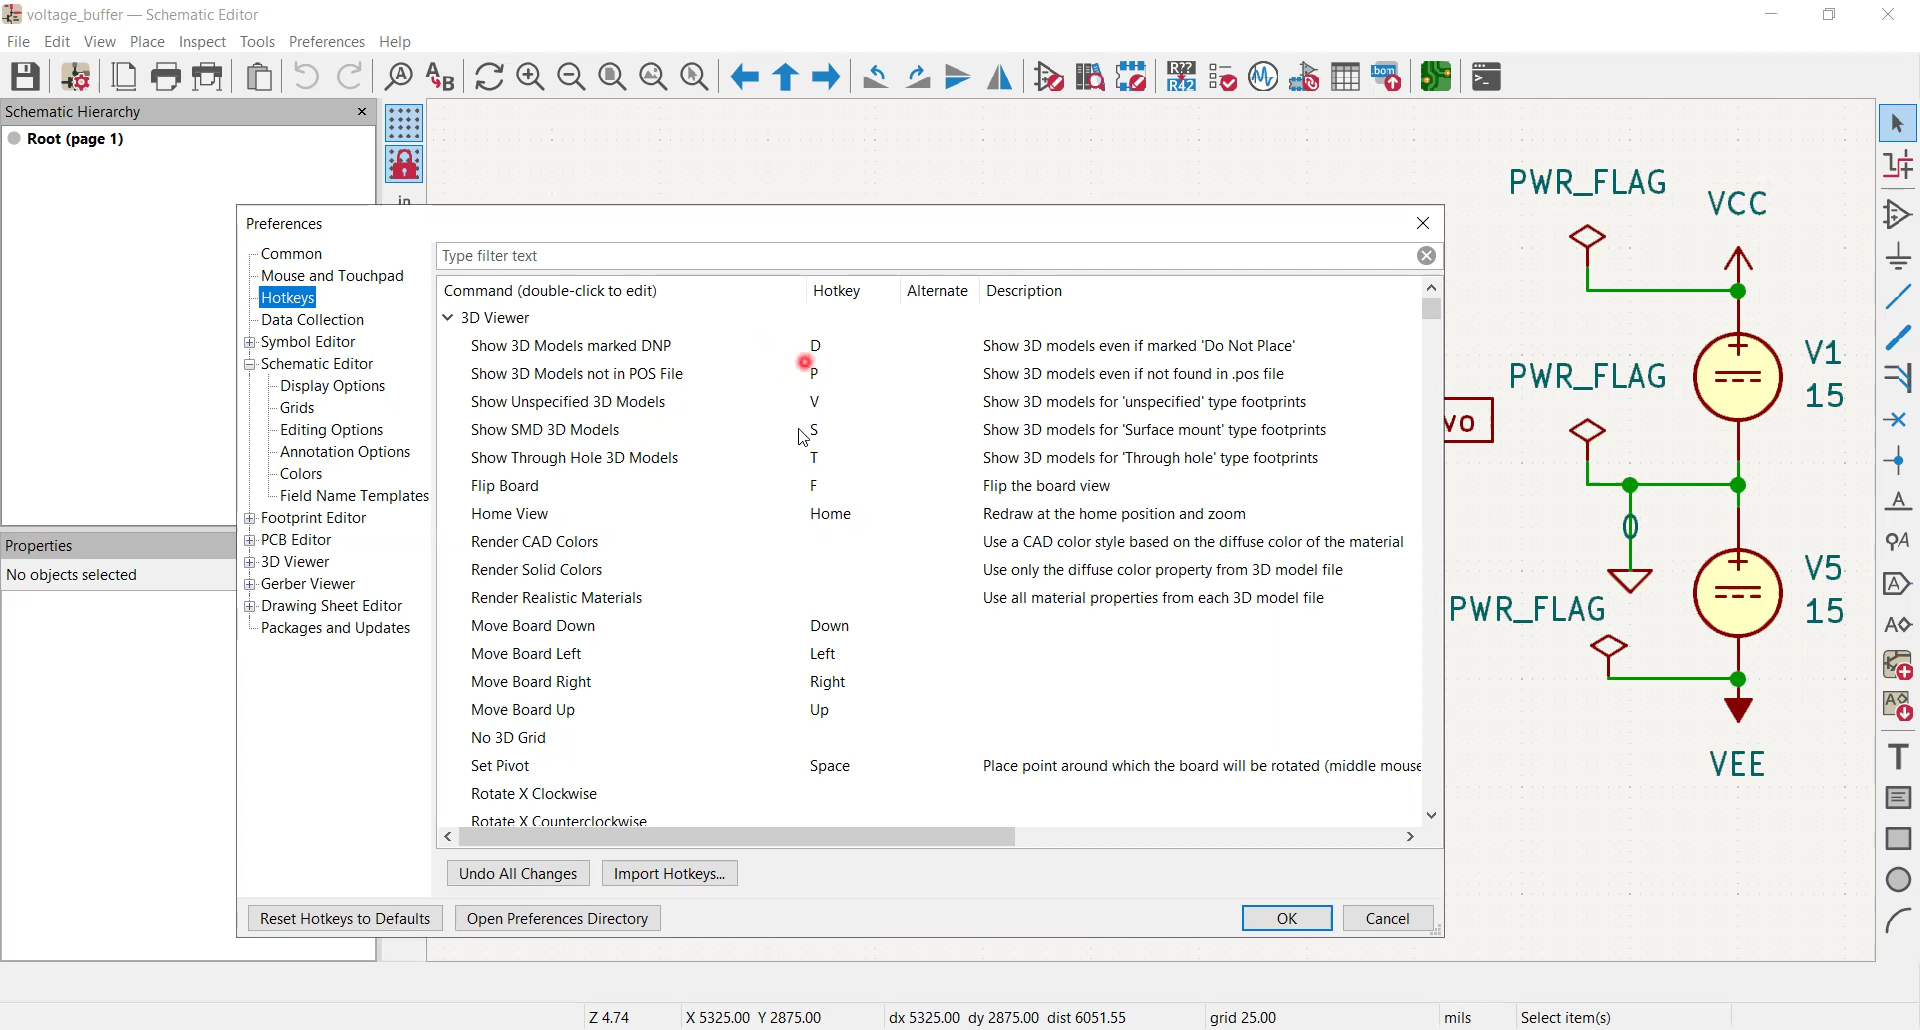 voltage_buffer — Schematic Editor
File Edit View Place Inspect Tools Preferences Help
A B R?? R42 .bom
Schematic Hierarchy
Root (page 1)
in
Properties
No objects selected
Preferences
Common
Mouse and Touchpad
Hotkeys
Data Collection
Symbol Editor
Schematic Editor
Display Options
Grids
Editing Options
Annotation Options
Colors
Field Name Templates
Footprint Editor
PCB Editor
3D Viewer
Gerber Viewer
Drawing Sheet Editor
Packages and Updates
Type filter text
Command (double-click to edit) Hotkey Alternate Description
3D Viewer
Show 3D Models marked DNP D Show 3D models even if marked 'Do Not Place'
Show 3D Models not in POS File P Show 3D models even if not found in .pos file
Show Unspecified 3D Models V Show 3D models for 'unspecified' type footprints
Show SMD 3D Models S Show 3D models for 'Surface mount' type footprints
Show Through Hole 3D Models T Show 3D models for 'Through hole' type footprints
Flip Board F Flip the board view
Home View Home Redraw at the home position and zoom
Render CAD Colors Use a CAD color style based on the diffuse color of the material
Render Solid Colors Use only the diffuse color property from 3D model file
Render Realistic Materials Use all material properties from each 3D model file
Move Board Down Down
Move Board Left Left
Move Board Right Right
Move Board Up Up
No 3D Grid
Set Pivot Space Place point around which the board will be rotated (middle mouse
Rotate X Clockwise
Rotate X Counterclockwise
Undo All Changes Import Hotkeys...
Reset Hotkeys to Defaults Open Preferences Directory OK Cancel
PWR_FLAG
VCC
V1
15
PWR_FLAG
VO
0
V5
15
PWR_FLAG
VEE
Z 4.74 X 5325.00 Y 2875.00 dx 5325.00 dy 2875.00 dist 6051.55 grid 25.00 mils Select item(s)